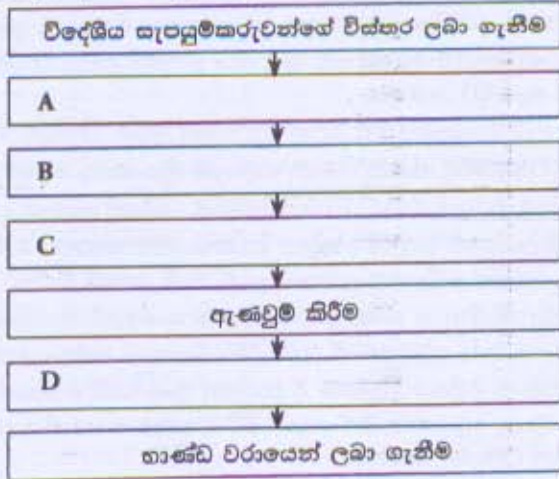 විදේශීය සැපයුම්කරුවන්ගේ විස්තර ලබා ගැනීම
A
B
C
ඇණවුම් කිරීම
D
භාණ්ඩ වරායෙන් ලබා ගැනීම